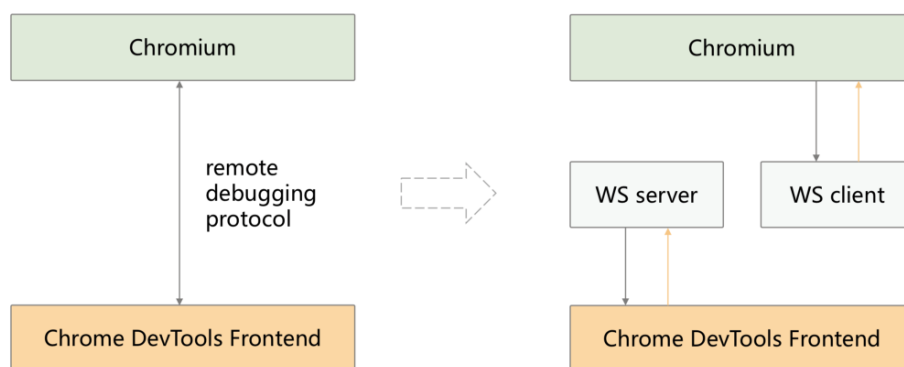 Chromium
remote
debugging
protocol
Chrome DevTools Frontend
Chromium
WS server
WS client
Chrome DevTools Frontend